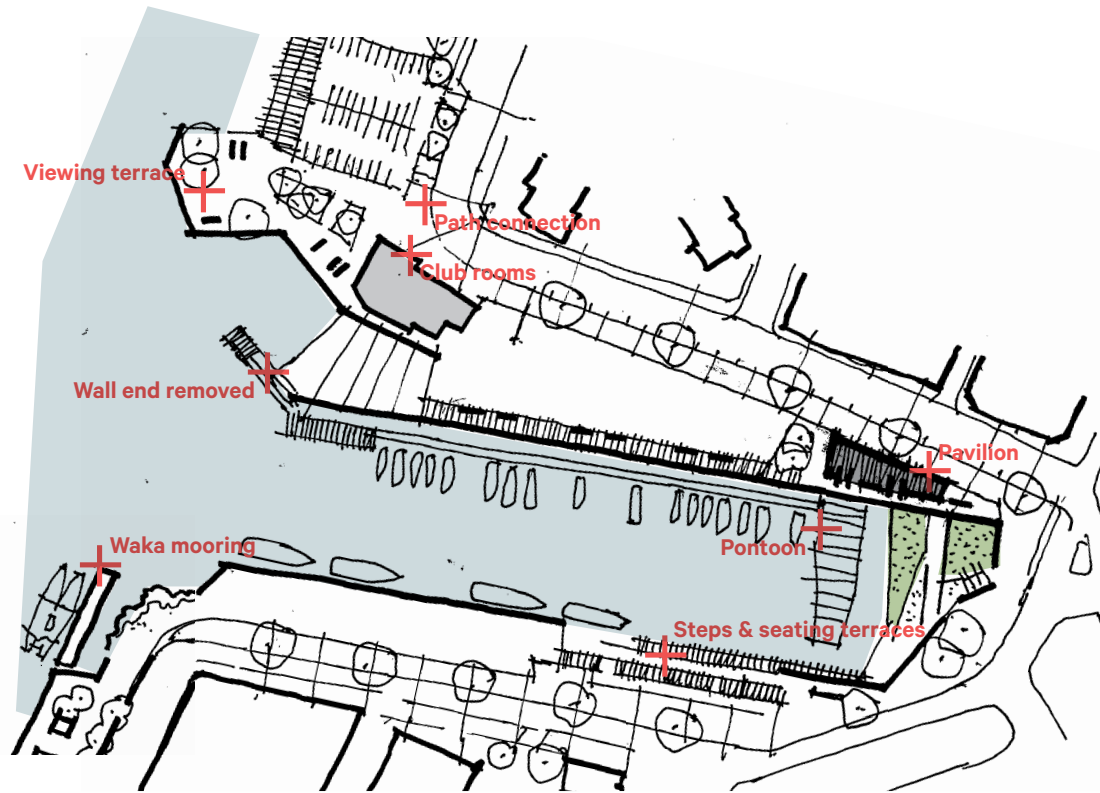 Viewing terrace
Path connection
Club rooms
Wall end removed
Pavilion
Waka mooring
Pontoon
Steps & seating terraces